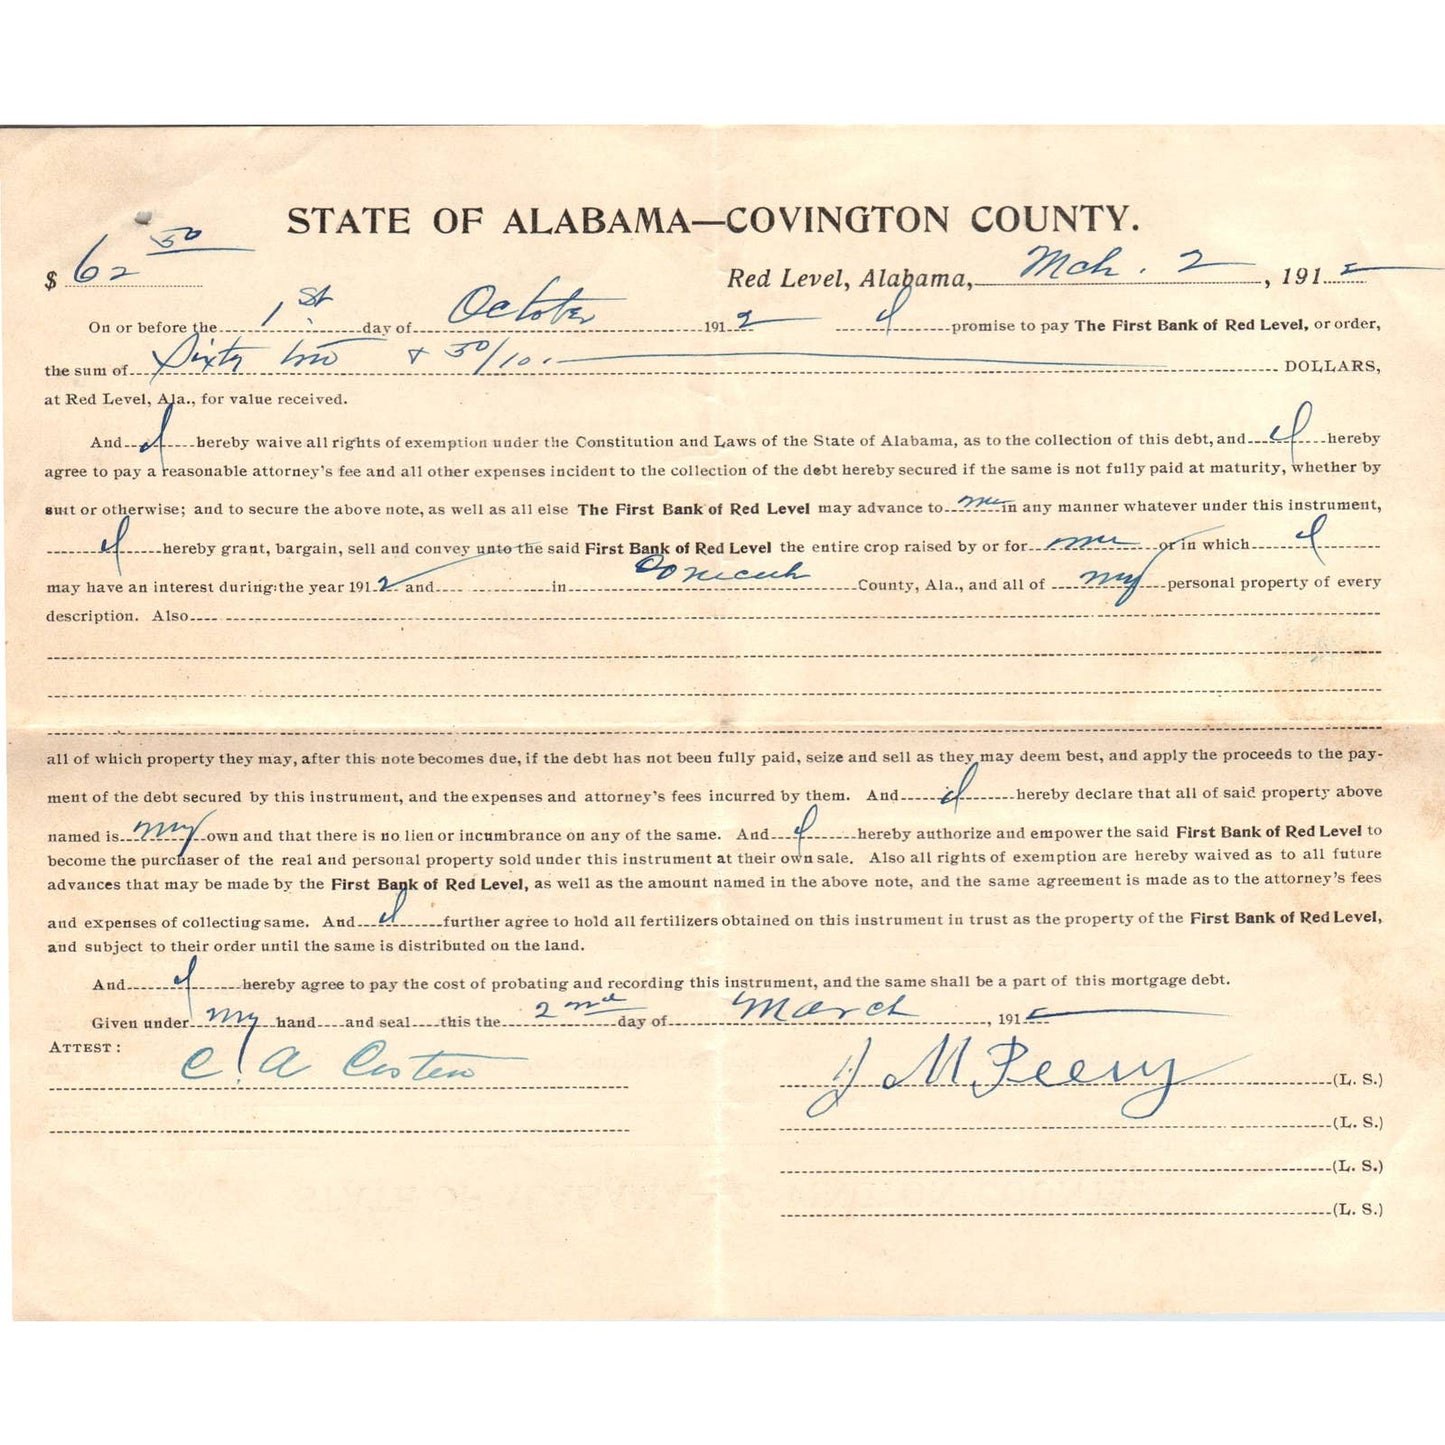 STATE OF ALABAMA—COVINGTON COUNTY.
$ 62 50
Red Level, Alabama, Mch. 2, 1912
On or before the 1st day of October 1912 I promise to pay The First Bank of Red Level, or order,
the sum of Sixty two & 50/10. DOLLARS,
at Red Level, Ala., for value received.
And I hereby waive all rights of exemption under the Constitution and Laws of the State of Alabama, as to the collection of this debt, and I hereby
agree to pay a reasonable attorney's fee and all other expenses incident to the collection of the debt hereby secured if the same is not fully paid at maturity, whether by
suit or otherwise; and to secure the above note, as well as all else The First Bank of Red Level may advance to me in any manner whatever under this instrument,
I hereby grant, bargain, sell and convey unto the said First Bank of Red Level the entire crop raised by or for me or in which I
may have an interest during the year 1912 and in Conecuh County, Ala., and all of my personal property of every
description. Also
all of which property they may, after this note becomes due, if the debt has not been fully paid, seize and sell as they may deem best, and apply the proceeds to the pay-
ment of the debt secured by this instrument, and the expenses and attorney's fees incurred by them. And I hereby declare that all of said property above
named is my own and that there is no lien or incumbrance on any of the same. And I hereby authorize and empower the said First Bank of Red Level to
become the purchaser of the real and personal property sold under this instrument at their own sale. Also all rights of exemption are hereby waived as to all future
advances that may be made by the First Bank of Red Level, as well as the amount named in the above note, and the same agreement is made as to the attorney's fees
and expenses of collecting same. And I further agree to hold all fertilizers obtained on this instrument in trust as the property of the First Bank of Red Level,
and subject to their order until the same is distributed on the land.
And I hereby agree to pay the cost of probating and recording this instrument, and the same shall be a part of this mortgage debt.
Given under my hand and seal this the 2nd day of March, 1912
ATTEST:
C. A Costen
J M Peevy (L. S.)
(L. S.)
(L. S.)
(L. S.)